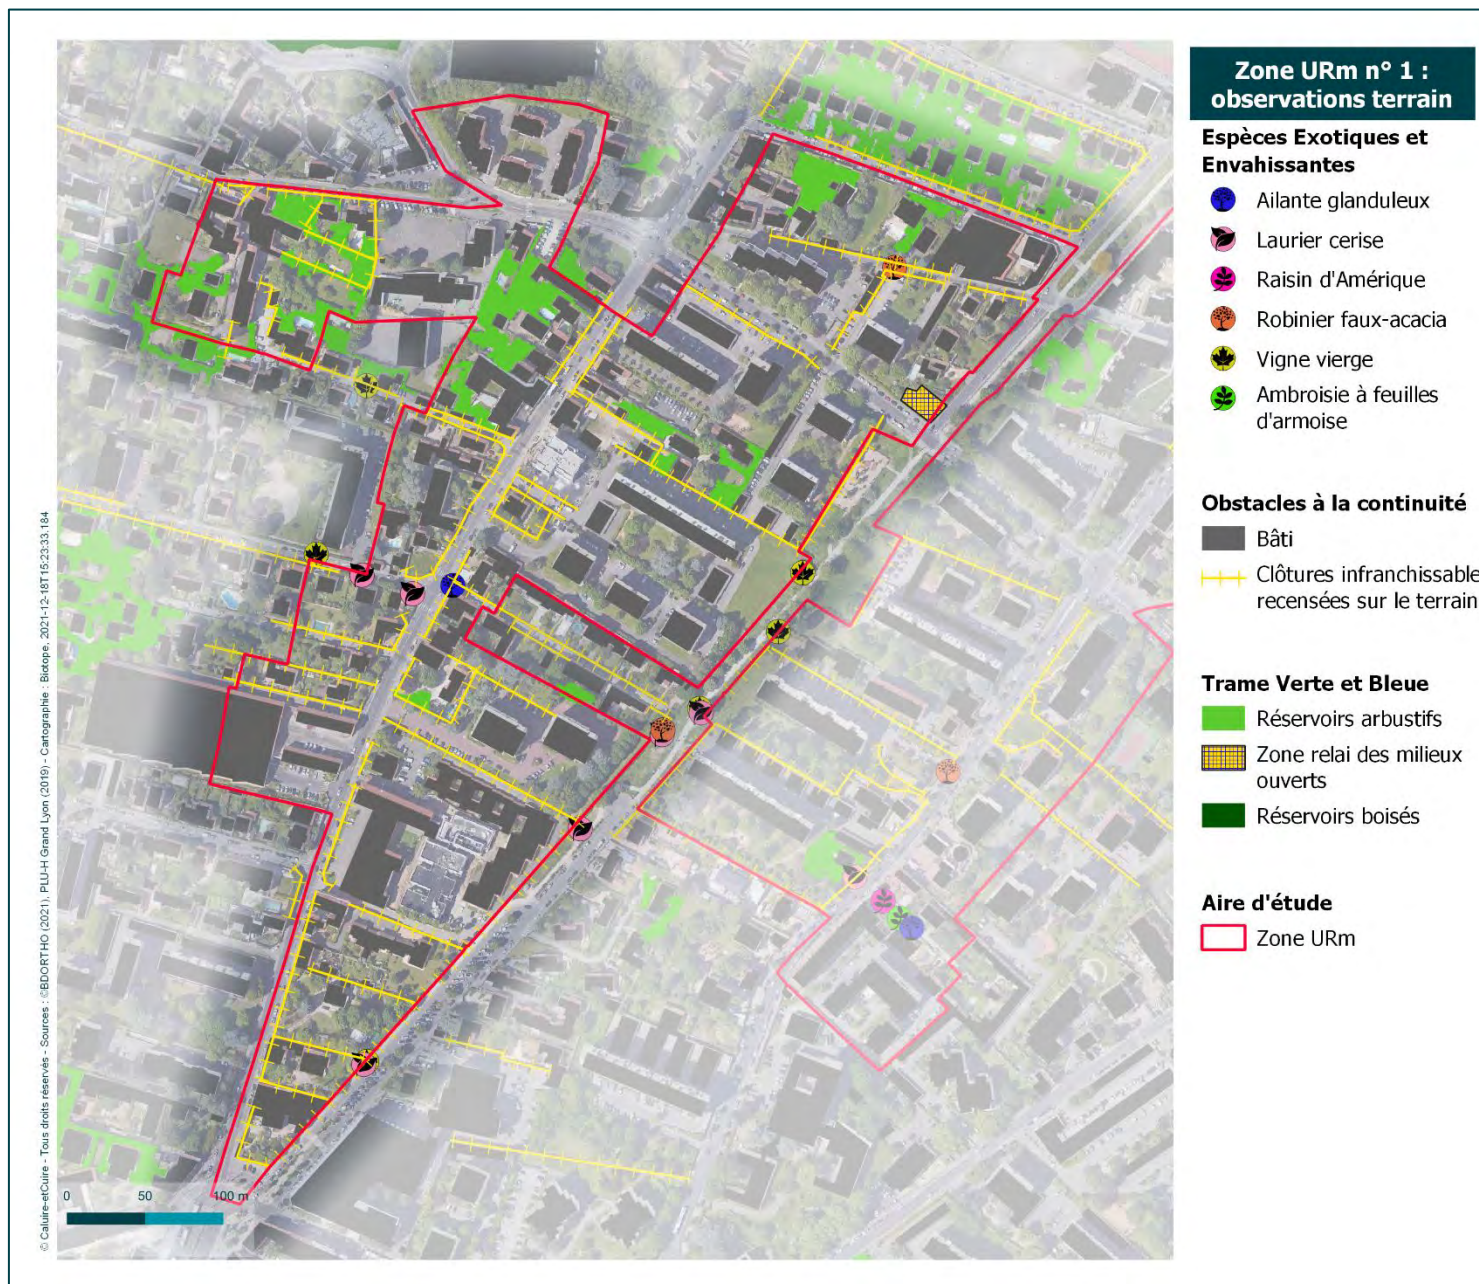 Zone URm n° 1 :
observations terrain
Espèces Exotiques et
Envahissantes
Ailante glanduleux
Laurier cerise
Raisin d'Amérique
Robinier faux-acacia
Vigne vierge
Ambroisie à feuilles
d'armoise
Obstacles à la continuité
Bâti
Clôtures infranchissable
recensées sur le terrain
Trame Verte et Bleue
Réservoirs arbustifs
Zone relai des milieux
ouverts
Réservoirs boisés
Aire d'étude
Zone URm
0 50 100 m
© Caluire-etCuire - Tous droits réservés - Sources : ©BDORTHO (2021), PLU-H Grand Lyon (2019) - Cartographie : Biotope, 2021-12-18T15:23:33.184